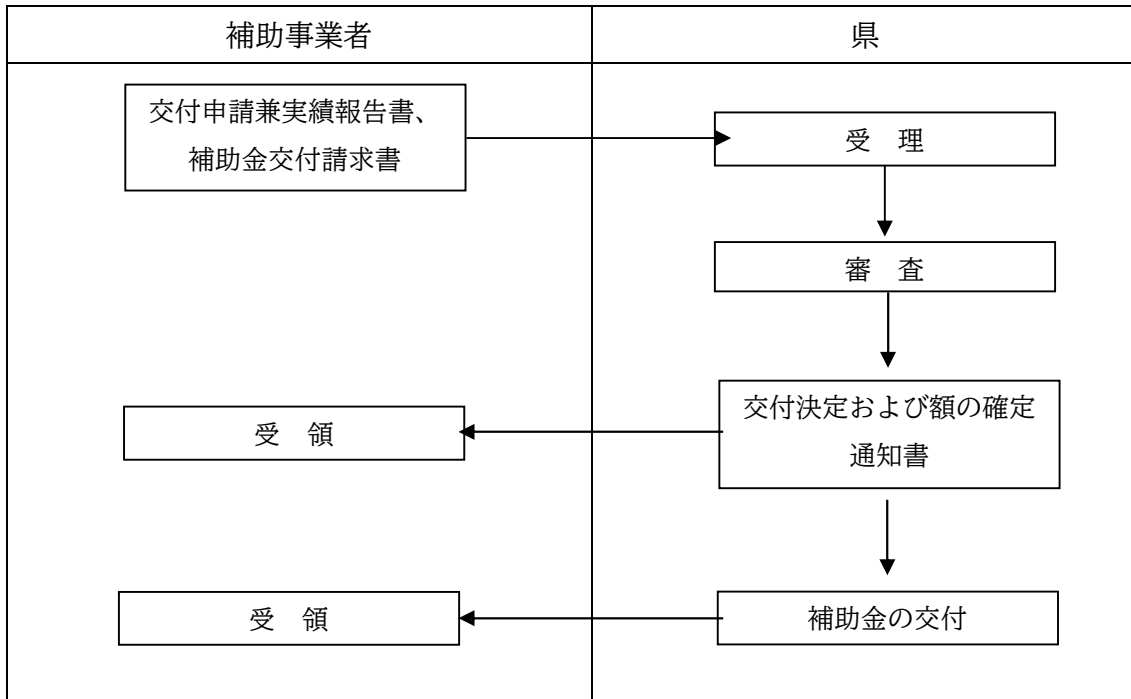 補助事業者
県
交付申請兼実績報告書、
補助金交付請求書
受　理
審　査
交付決定および額の確定
通知書
受　領
補助金の交付
受　領